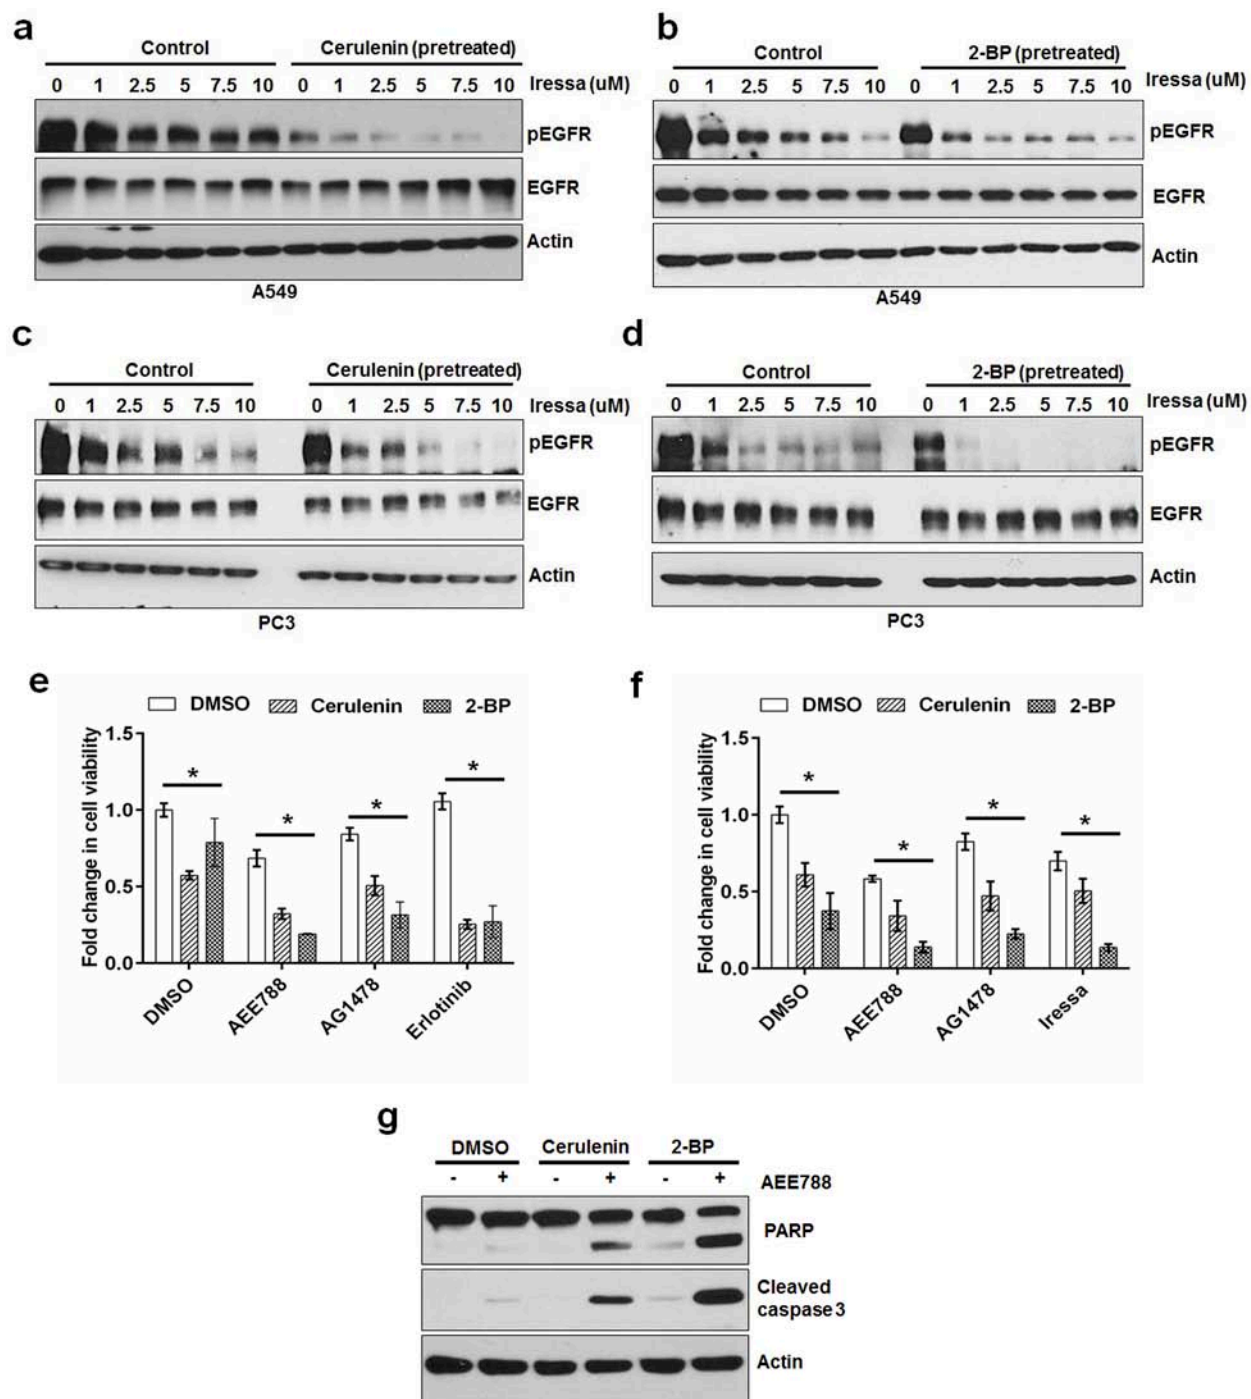 a
Control Cerulenin (pretreated)
0 1 2.5 5 7.5 10 0 1 2.5 5 7.5 10 Iressa (uM)
pEGFR
EGFR
Actin
A549
b
Control 2-BP (pretreated)
0 1 2.5 5 7.5 10 0 1 2.5 5 7.5 10 Iressa (uM)
pEGFR
EGFR
Actin
A549
c
Control Cerulenin (pretreated)
0 1 2.5 5 7.5 10 0 1 2.5 5 7.5 10 Iressa (uM)
pEGFR
EGFR
Actin
PC3
d
Control 2-BP (pretreated)
0 1 2.5 5 7.5 10 0 1 2.5 5 7.5 10 Iressa (uM)
pEGFR
EGFR
Actin
PC3
e
DMSO Cerulenin 2-BP
Fold change in cell viability
1.5
1.0
0.5
0.0
* * * *
DMSO AEE788 AG1478 Erlotinib
f
DMSO Cerulenin 2-BP
Fold change in cell viability
1.5
1.0
0.5
0.0
* * * *
DMSO AEE788 AG1478 Iressa
g
DMSO Cerulenin 2-BP
- + - + - + AEE788
PARP
Cleaved
caspase 3
Actin